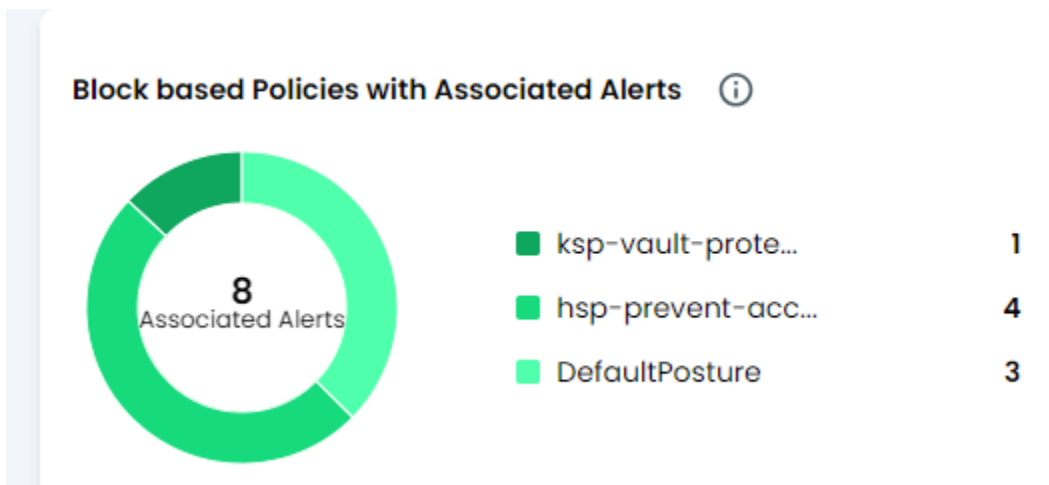 Block based Policies with Associated Alerts
8
Associated Alerts
ksp-vault-prote... 1
hsp-prevent-acc... 4
DefaultPosture 3